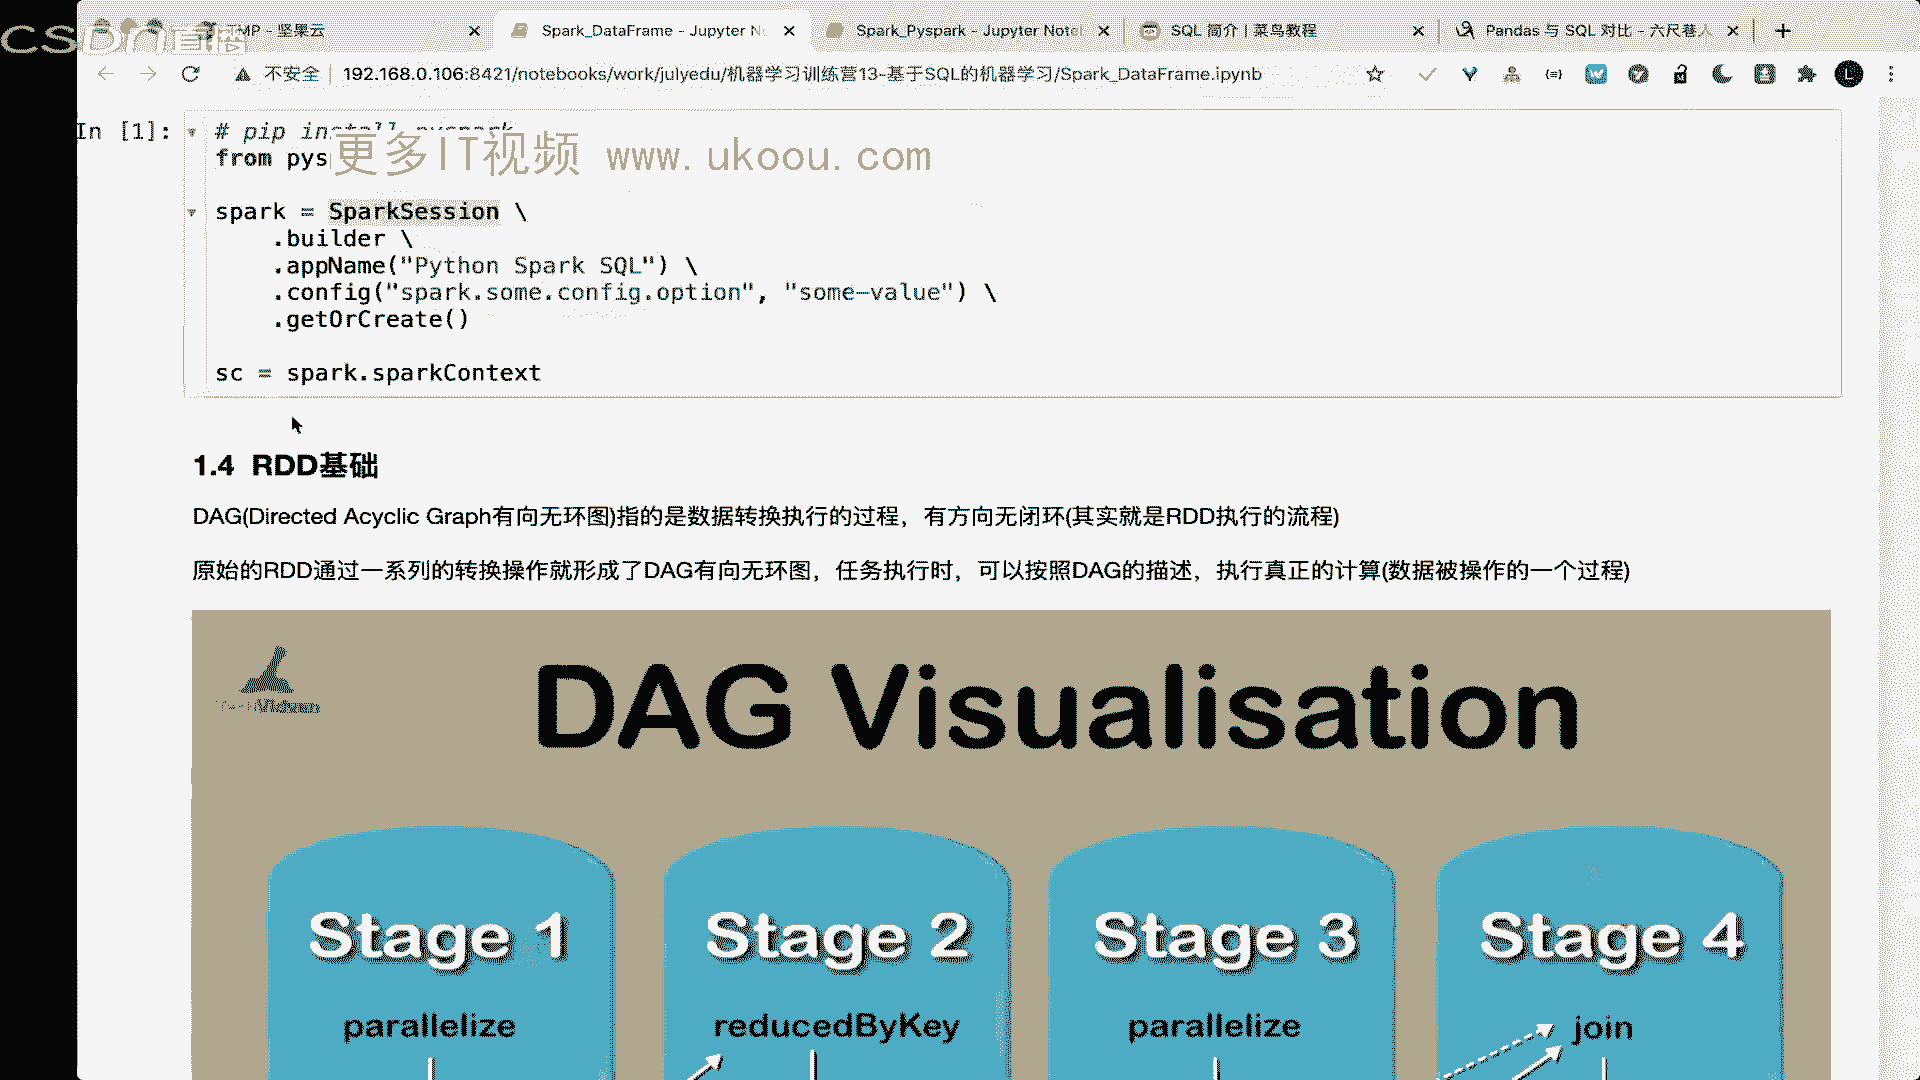 CSDN直播
MP - 坚果云
Spark_DataFrame - Jupyter No
Spark_Pyspark - Jupyter Notel
SQL 简介 | 菜鸟教程
Pandas 与 SQL 对比 - 六尺巷人
不安全
192.168.0.106:8421/notebooks/work/julyedu/机器学习训练营13-基于SQL的机器学习/Spark_DataFrame.ipynb
In [1]:
# pip install pyspark
更多IT视频 www.ukoou.com
from pys
spark = SparkSession \
.builder \
.appName("Python Spark SQL") \
.config("spark.some.config.option", "some-value") \
.getOrCreate()
sc = spark.sparkContext
1.4 RDD基础
DAG(Directed Acyclic Graph有向无环图)指的是数据转换执行的过程，有方向无闭环(其实就是RDD执行的流程)
原始的RDD通过一系列的转换操作就形成了DAG有向无环图，任务执行时，可以按照DAG的描述，执行真正的计算(数据被操作的一个过程)
DAG Visualisation
Stage 1
Stage 2
Stage 3
Stage 4
parallelize
reducedByKey
parallelize
join